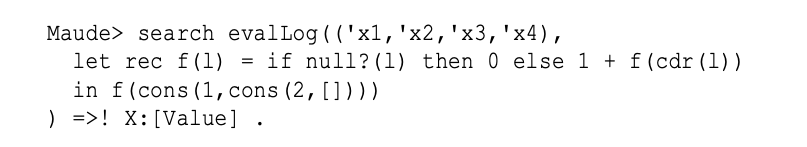 Maude> search evalLog(('x1,'x2,'x3,'x4),
let rec f(l) = if null?(l) then 0 else 1 + f(cdr(l))
in f(cons(1,cons(2,[])))
) =>! X:[Value] .